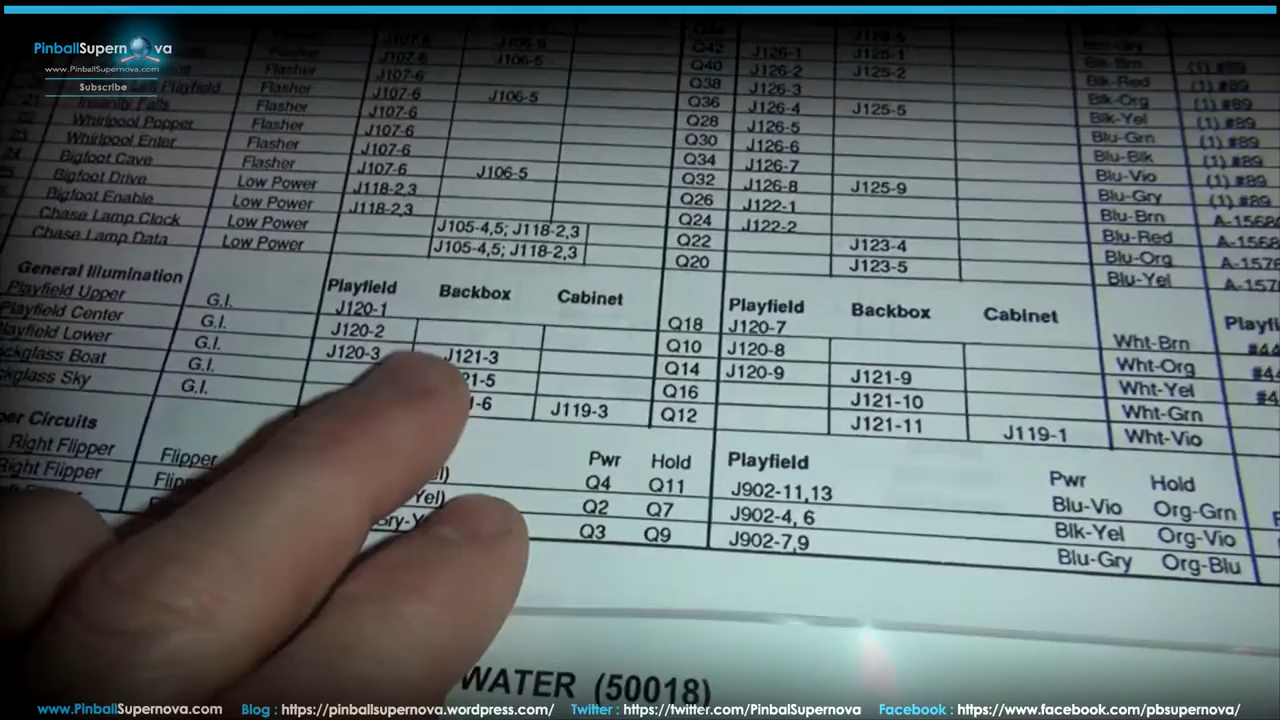 PinballSupernova
www.PinballSupernova.com
Subscribe
Q42 J126-1 J125-1 Blk-Brn (1) #89
Flasher J107-6 J106-5 Q40 J126-2 J125-2 Blk-Red (1) #89
Flasher J107-6 Q38 J126-3 Blk-Org (1) #89
Insanity Falls Flasher J107-6 J106-5 Q36 J126-4 J125-5 Blk-Yel (1) #89
Whirlpool Popper Flasher J107-6 Q28 J126-5 Blu-Grn (1) #89
Whirlpool Enter Flasher J107-6 Q30 J126-6 Blu-Blk (1) #89
Bigfoot Cave Flasher J107-6 J106-5 Q34 J126-7 Blu-Vio (1) #89
Bigfoot Drive Low Power J118-2,3 Q32 J126-8 J125-9 Blu-Gry
Bigfoot Enable Low Power J118-2,3 Q26 J122-1 Blu-Brn
Chase Lamp Clock Low Power J105-4,5; J118-2,3 Q24 J122-2 Blu-Red
Chase Lamp Data Low Power J105-4,5; J118-2,3 Q22 J123-4 Blu-Org
Q20 J123-5 Blu-Yel
General Illumination Playfield Backbox Cabinet Playfield Backbox Cabinet
Playfield Upper G.I. J120-1 Q18 J120-7 Wht-Brn
Playfield Center G.I. J120-2 Q10 J120-8 Wht-Org
Playfield Lower G.I. J120-3 J121-3 Q14 J120-9 J121-9 Wht-Yel
Boat G.I. Q16 J121-10 Wht-Grn
Sky G.I. J119-3 Q12 J121-11 J119-1 Wht-Vio
Circuits Pwr Hold Playfield Pwr Hold
Right Flipper Flipper Q4 Q11 J902-11,13 Blu-Vio Org-Grn
Right Flipper Q2 Q7 J902-4, 6 Blk-Yel Org-Vio
Q3 Q9 J902-7,9 Blu-Gry Org-Blu
WATER (50018)
www.PinballSupernova.com Blog : https://pinballsupernova.wordpress.com/ Twitter : https://twitter.com/PinbalSupernova Facebook : https://www.facebook.com/pbsupernova/